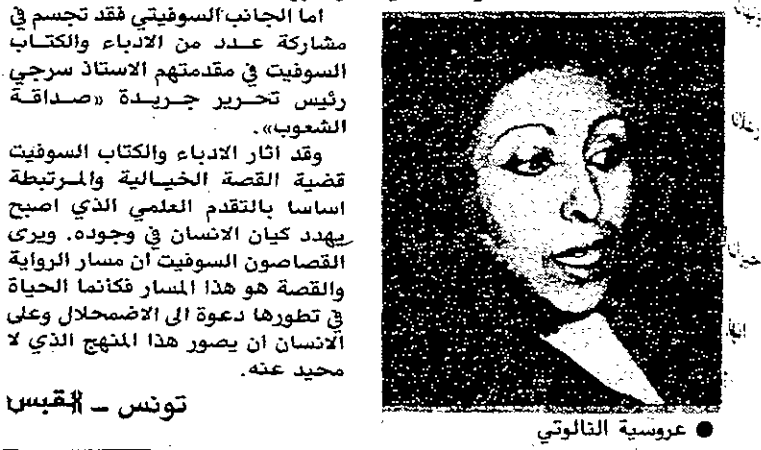 اما الجانب السوفيتي فقد تجسم في
مشاركة عدد من الادباء والكتاب
السوفيت في مقدمتهم الاستاذ سرجي
رئيس تحرير جريدة «صداقة
الشعوب».
وقد اثار الادباء والكتاب السوفيت
قضية القصة الخيالية والمرتبطة
اساسا بالتقدم العلمي الذي اصبح
يهدد كيان الانسان في وجوده. ويرى
القصاصون السوفيت ان مسار الرواية
والقصة هو هذا المسار فكأنما الحياة
في تطورها دعوة الى الاضمحلال وعلى
الانسان ان يصور هذا المنهج الذي لا
محيد عنه.
تونس ــ القبس
● عروسية النالوتي